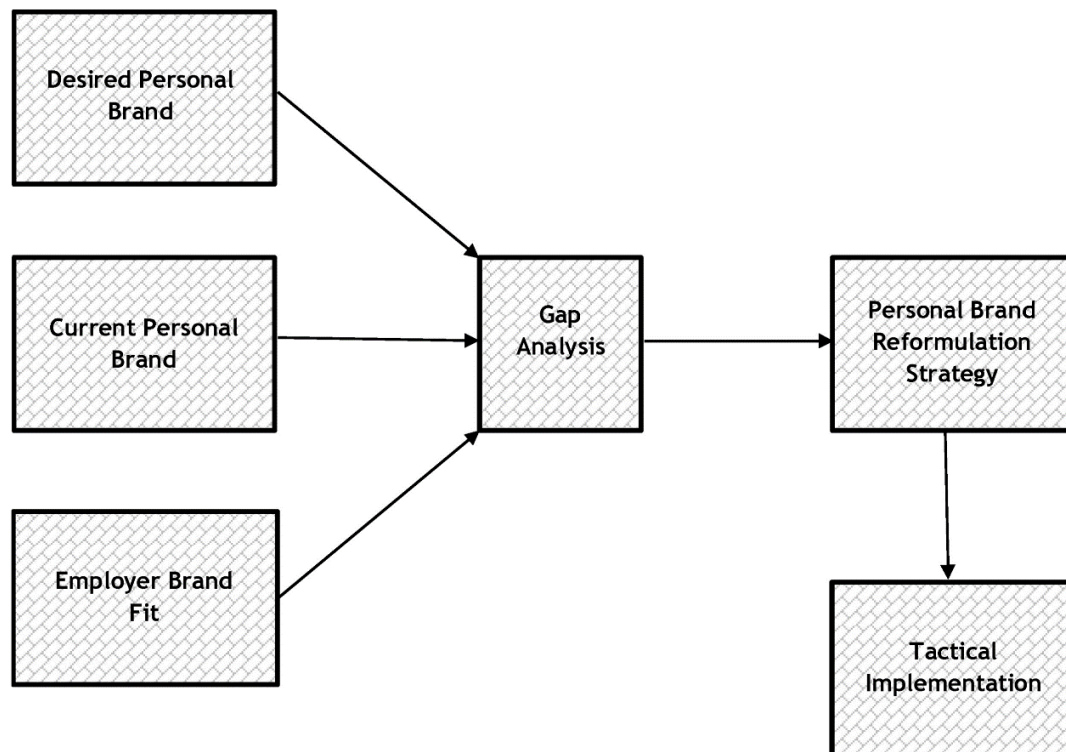 Desired Personal
Brand
Current Personal
Brand
Employer Brand
Fit
Gap
Analysis
Personal Brand
Reformulation
Strategy
Tactical
Implementation